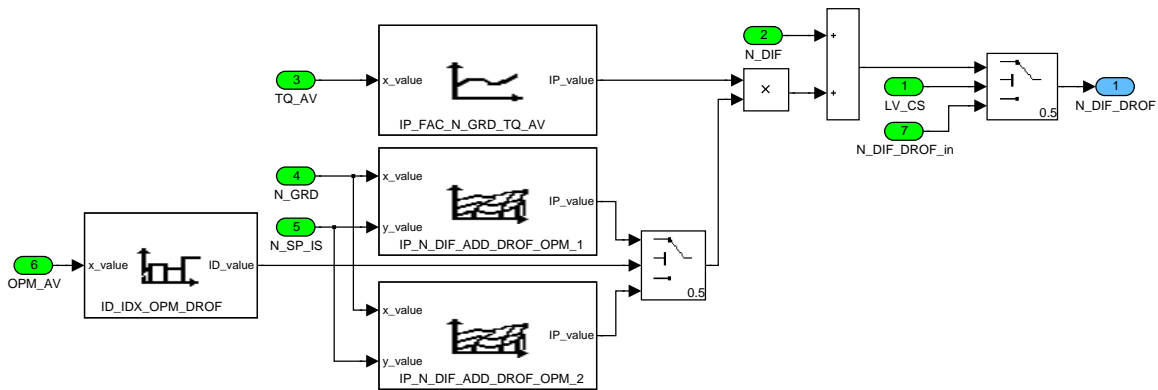 2
N_DIF
3
TQ_AV
x_value
IP_value
IP_FAC_N_GRD_TQ_AV
×
+
+
1
LV_CS
7
N_DIF_DROF_in
0.5
1
N_DIF_DROF
4
N_GRD
5
N_SP_IS
x_value
y_value
IP_value
IP_N_DIF_ADD_DROF_OPM_1
6
OPM_AV
x_value
ID_value
ID_IDX_OPM_DROF
0.5
x_value
y_value
IP_value
IP_N_DIF_ADD_DROF_OPM_2